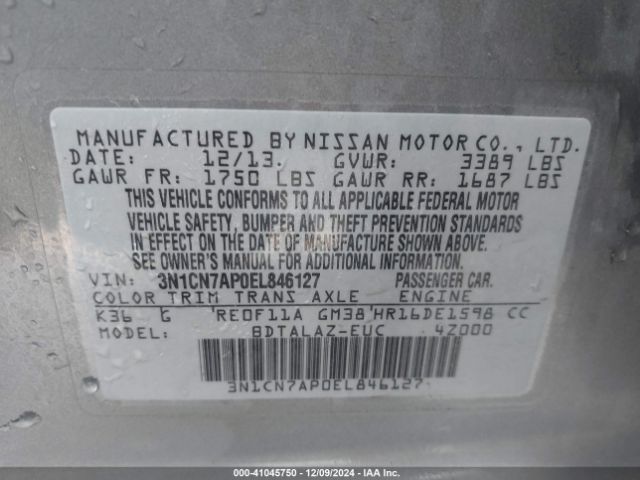 MANUFACTURED BY NISSAN MOTOR CO., LTD.
DATE: 12/13. GVWR: 3389 LBS
GAWR FR: 1750 LBS GAWR RR: 1687 LBS
THIS VEHICLE CONFORMS TO ALL APPLICABLE FEDERAL MOTOR
VEHICLE SAFETY, BUMPER AND THEFT PREVENTION STANDARDS
IN EFFECT ON THE DATE OF MANUFACTURE SHOWN ABOVE.
SEE OWNER'S MANUAL FOR ADDITIONAL INFORMATION
VIN: 3N1CN7AP0EL846127 PASSENGER CAR.
COLOR TRIM TRANS AXLE ENGINE
K36 G RE0F11A GM38 HR16DE1598 CC
MODEL: BDTALAZ-EUC 4Z000
3N1CN7AP0EL846127
000-41045750 - 12/09/2024 - IAA Inc.